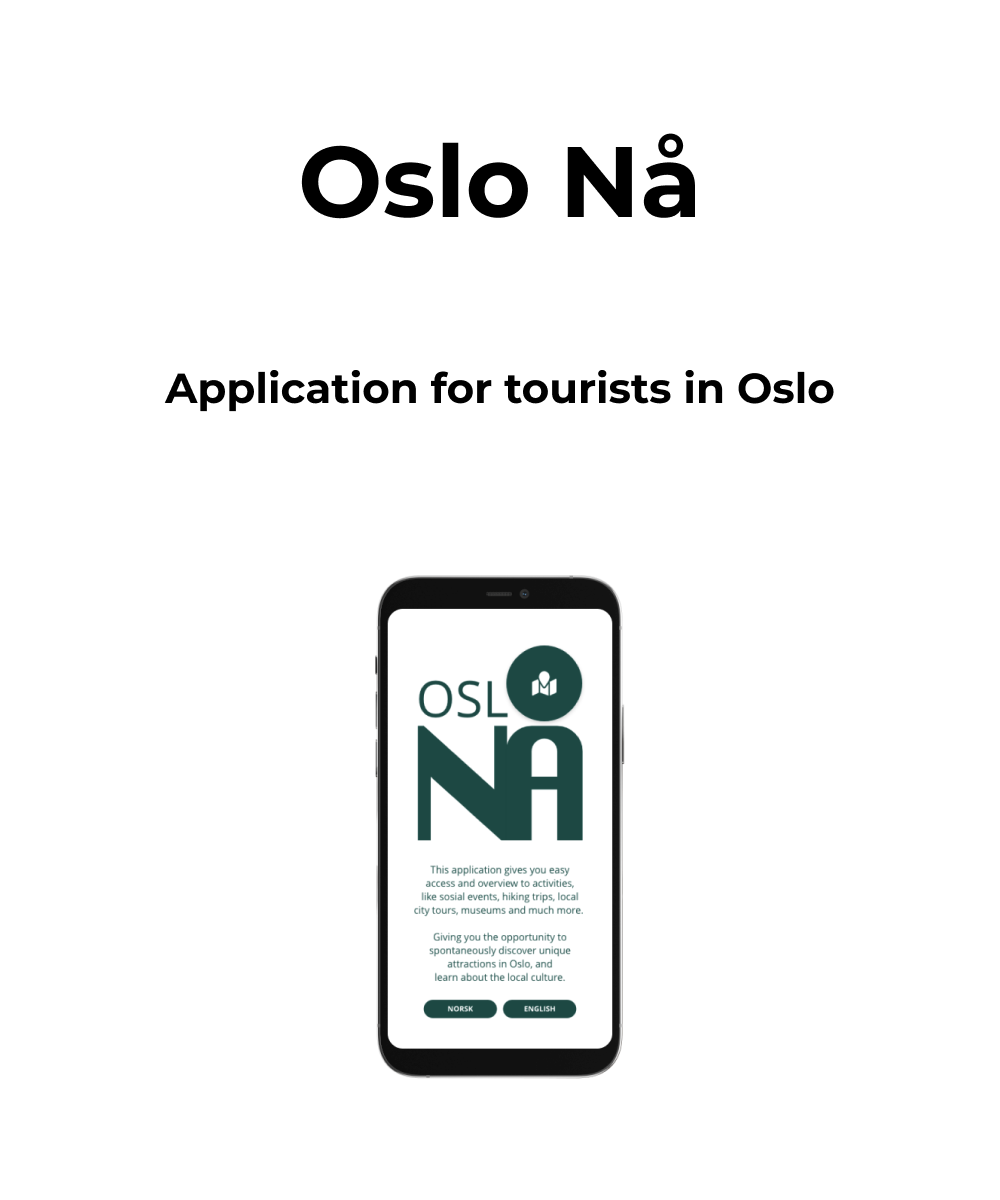 Oslo Nå
Application for tourists in Oslo
OSLO
NA
This application gives you easy
access and overview to activities,
like sosial events, hiking trips, local
city tours, museums and much more.
Giving you the opportunity to
spontaneously discover unique
attractions in Oslo, and
learn about the local culture.
NORSK ENGLISH